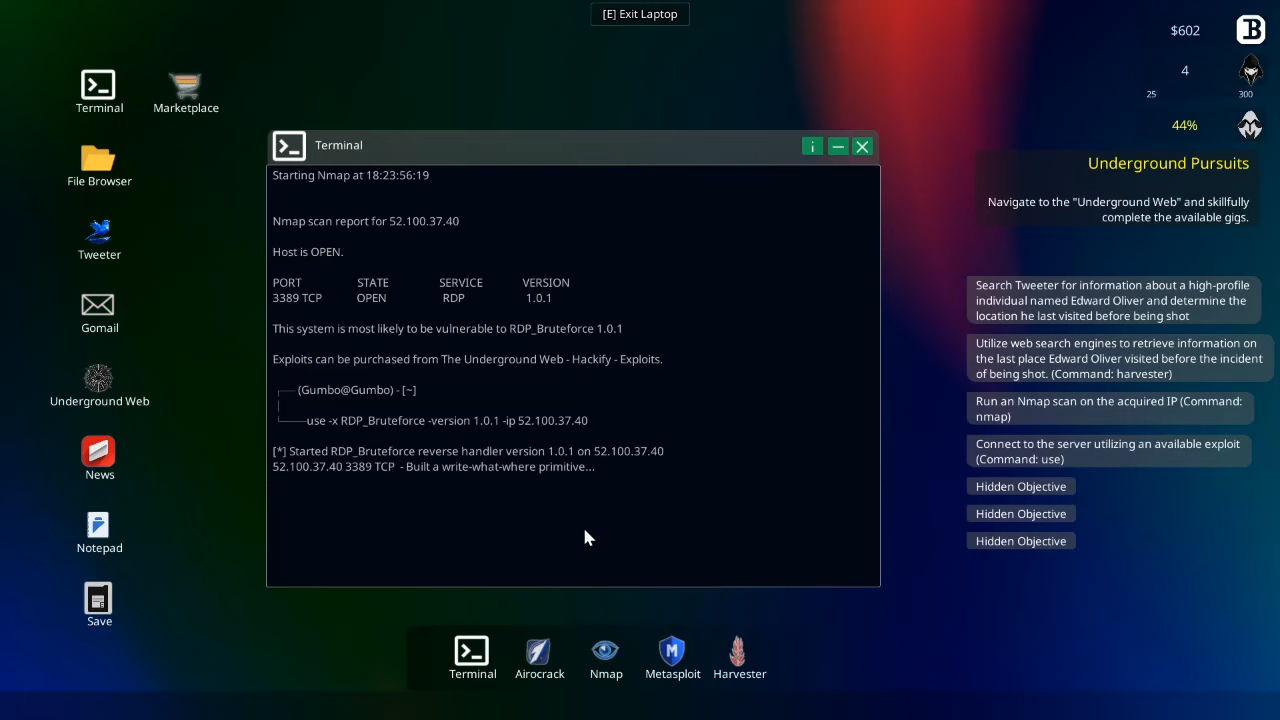 [E] Exit Laptop
$602
4
25
300
44%
Underground Pursuits
Navigate to the "Underground Web" and skillfully
complete the available gigs.
Search Tweeter for information about a high-profile
individual named Edward Oliver and determine the
location he last visited before being shot
Utilize web search engines to retrieve information on
the last place Edward Oliver visited before the incident
of being shot. (Command: harvester)
Run an Nmap scan on the acquired IP (Command:
nmap)
Connect to the server utilizing an available exploit
(Command: use)
Hidden Objective
Hidden Objective
Hidden Objective
Terminal
Marketplace
File Browser
Tweeter
Gomail
Underground Web
News
Notepad
Save
Terminal
Starting Nmap at 18:23:56:19
Nmap scan report for 52.100.37.40
Host is OPEN.
PORT STATE SERVICE VERSION
3389 TCP OPEN RDP 1.0.1
This system is most likely to be vulnerable to RDP_Bruteforce 1.0.1
Exploits can be purchased from The Underground Web - Hackify - Exploits.
(Gumbo@Gumbo) - [~]
use -x RDP_Bruteforce -version 1.0.1 -ip 52.100.37.40
[*] Started RDP_Bruteforce reverse handler version 1.0.1 on 52.100.37.40
52.100.37.40 3389 TCP - Built a write-what-where primitive...
Terminal
Airocrack
Nmap
Metasploit
Harvester